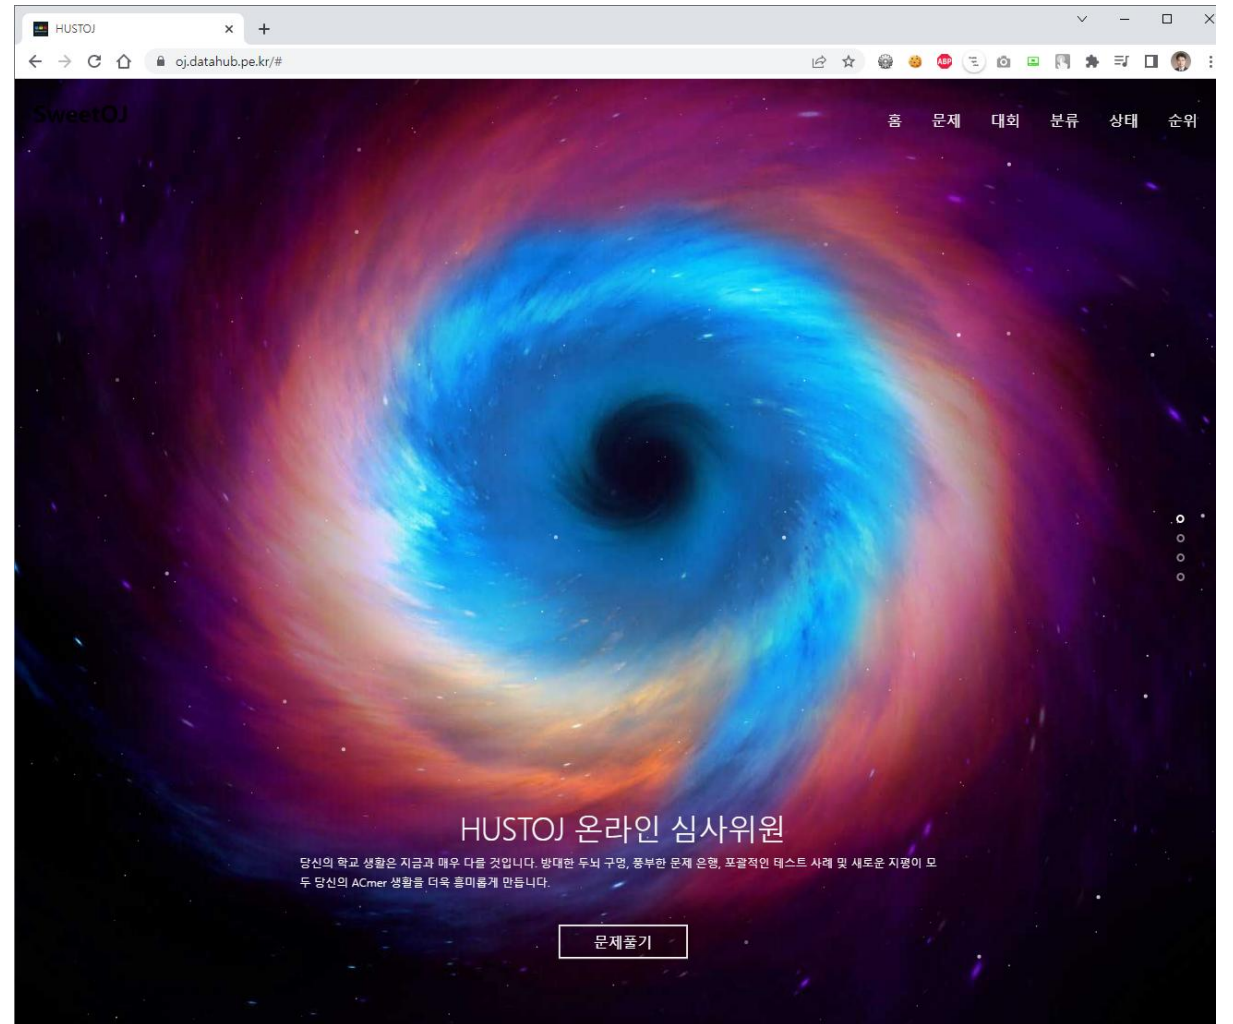 HUSTOJ
oj.datahub.pe.kr/#
ABP
SweetOJ
홈 문제 대회 분류 상태 순위
HUSTOJ 온라인 심사위원
당신의 학교 생활은 지금과 매우 다를 것입니다. 방대한 두뇌 구멍, 풍부한 문제 은행, 포괄적인 테스트 사례 및 새로운 지평이 모
두 당신의 ACmer 생활을 더욱 흥미롭게 만듭니다.
문제풀기